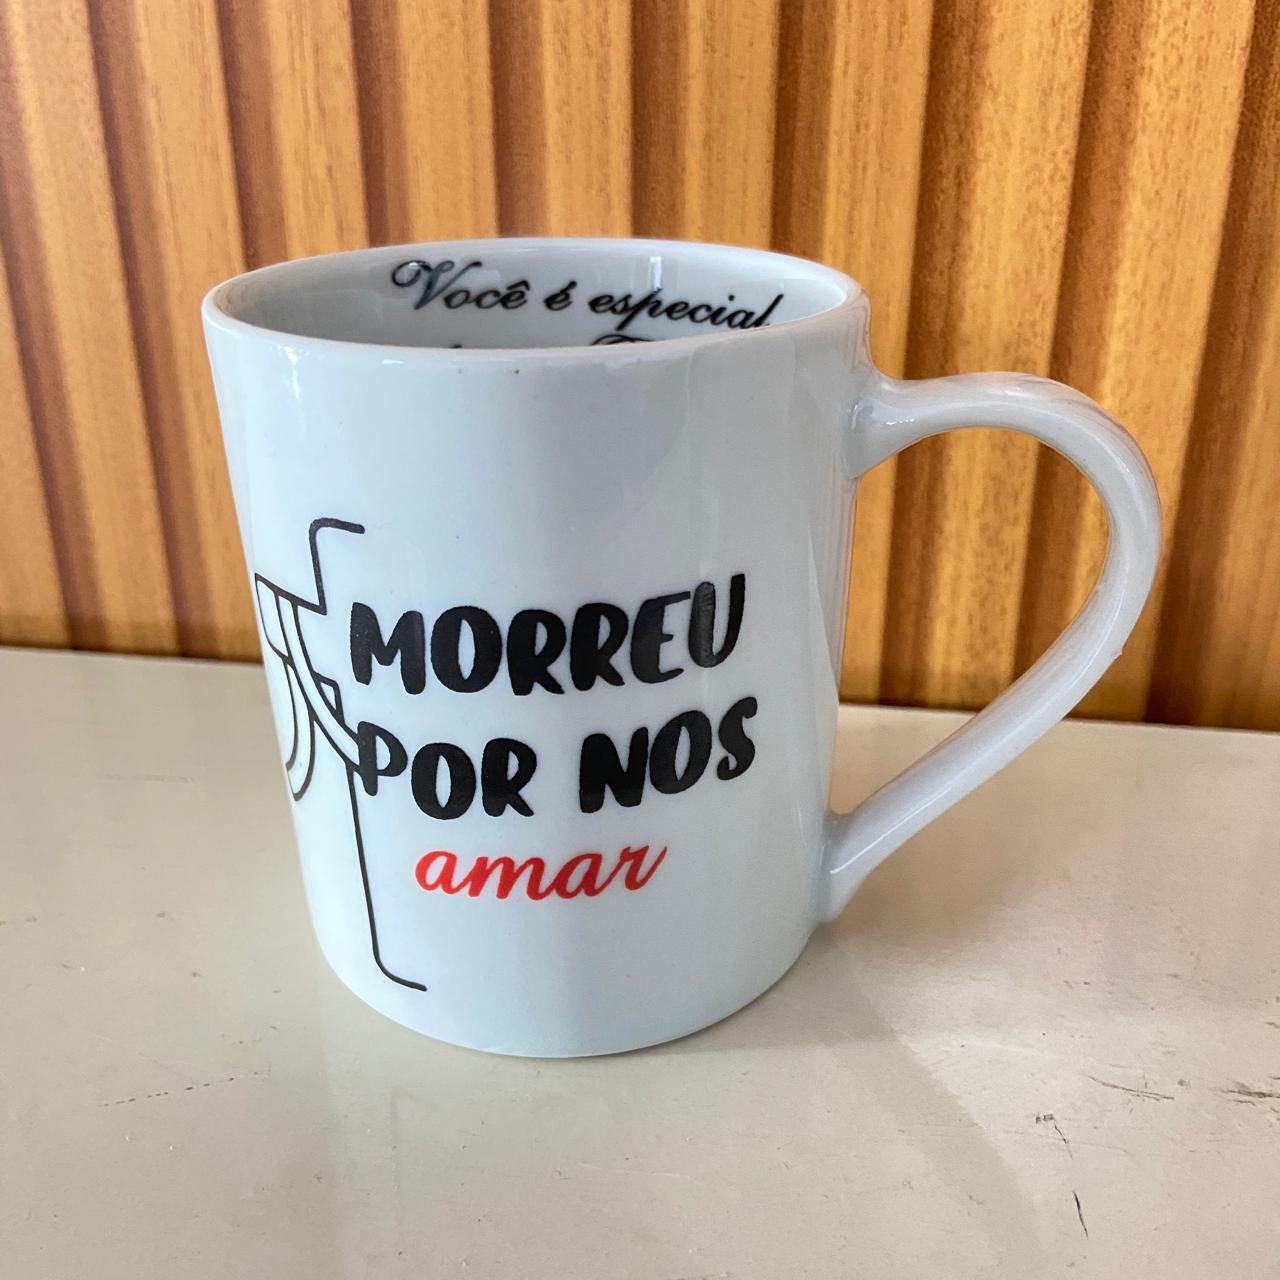 Você é especial
MORREU
POR NOS
amar